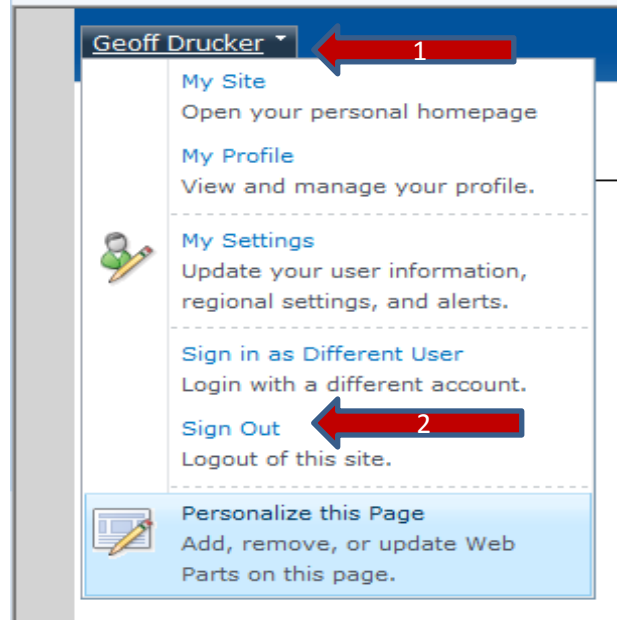 Geoff Drucker
1
My Site
Open your personal homepage
My Profile
View and manage your profile.
My Settings
Update your user information,
regional settings, and alerts.
Sign in as Different User
Login with a different account.
Sign Out
2
Logout of this site.
Personalize this Page
Add, remove, or update Web
Parts on this page.